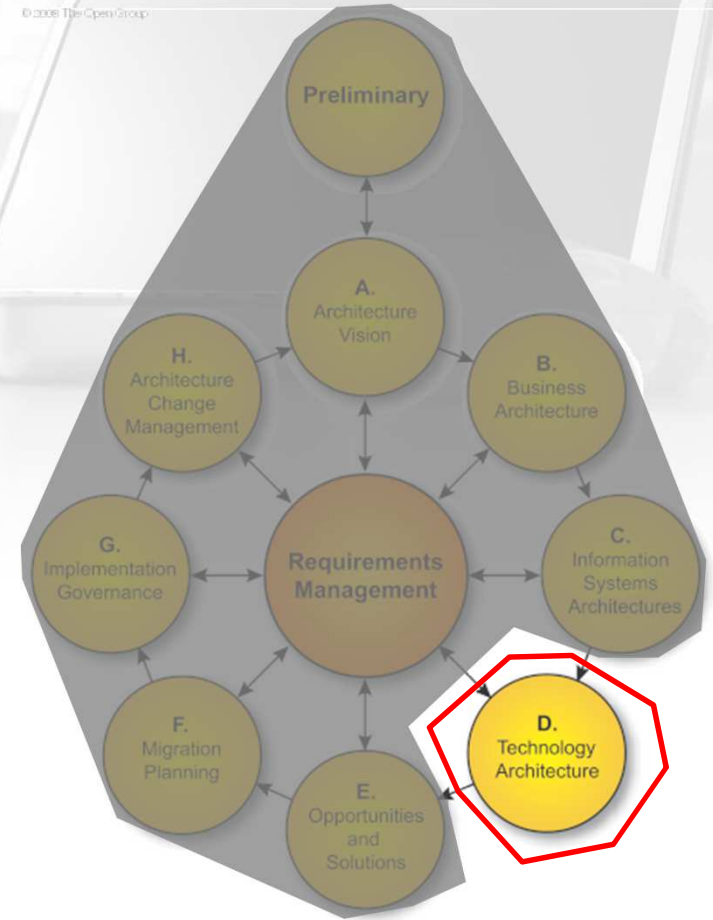 © 2008 The Open Group
Preliminary
A.
Architecture
Vision
H.
Architecture
Change
Management
B.
Business
Architecture
G.
Implementation
Governance
Requirements
Management
C.
Information
Systems
Architectures
F.
Migration
Planning
D.
Technology
Architecture
E.
Opportunities
and
Solutions